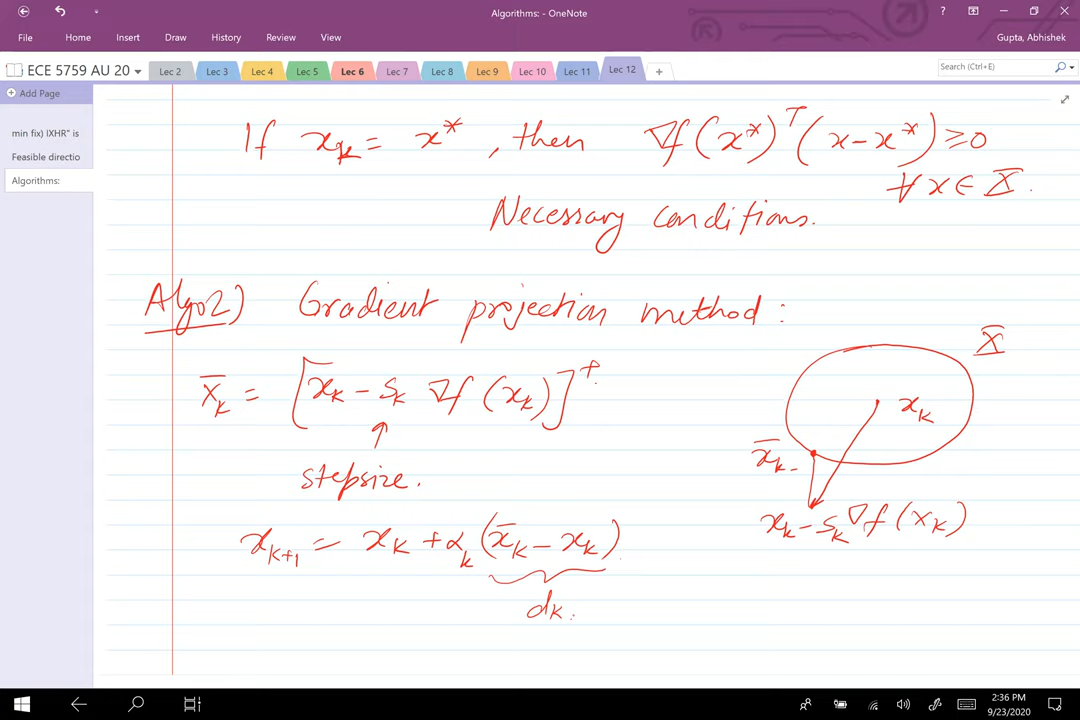 Algorithms: - OneNote
?
File
Home
Insert
Draw
History
Review
View
Gupta, Abhishek
ECE 5759 AU 20
Lec 2
Lec 3
Lec 4
Lec 5
Lec 6
Lec 7
Lec 8
Lec 9
Lec 10
Lec 11
Lec 12
+
Search (Ctrl+E)
Add Page
min f(x) IXHR" is
Feasible directio
Algorithms:
If x_k = x* , then ∇f(x*)ᵀ(x-x*) ≥ 0
∀ x ∈ X̄ .
Necessary conditions.
Algo2) Gradient projection method :
x̄_k = [x_k - s_k ∇f(x_k)]⁺
↑
stepsize.
x_{k+1} = x_k + α_k (x̄_k - x_k)
d_k.
X̄
x_k
x̄_k
x_k - s_k ∇f(x_k)
2:36 PM
9/23/2020